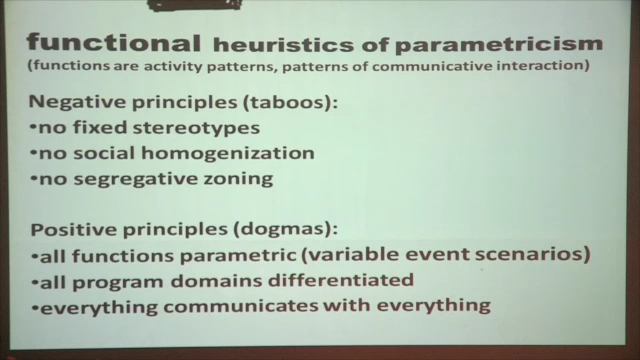 functional heuristics of parametricism
(functions are activity patterns, patterns of communicative interaction)
Negative principles (taboos):
•no fixed stereotypes
•no social homogenization
•no segregative zoning
Positive principles (dogmas):
•all functions parametric (variable event scenarios)
•all program domains differentiated
•everything communicates with everything